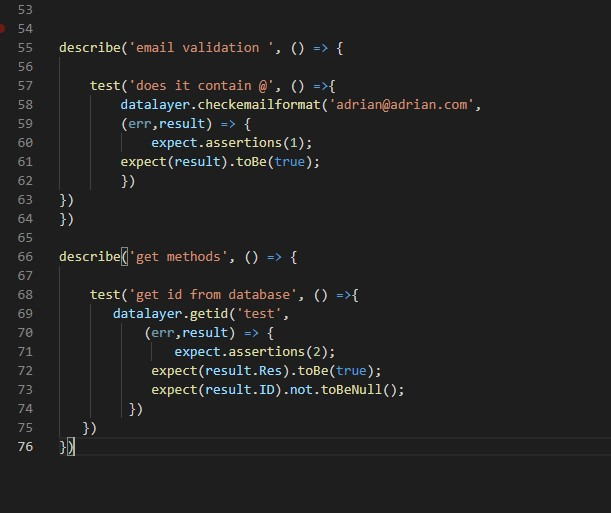 53
54
55 describe('email validation ', () => {
56
57 test('does it contain @', () =>{
58 datalayer.checkemailformat('adrian@adrian.com',
59 (err,result) => {
60 expect.assertions(1);
61 expect(result).toBe(true);
62 })
63 })
64 })
65
66 describe('get methods', () => {
67
68 test('get id from database', () =>{
69 datalayer.getid('test',
70 (err,result) => {
71 expect.assertions(2);
72 expect(result.Res).toBe(true);
73 expect(result.ID).not.toBeNull();
74 })
75 })
76 })